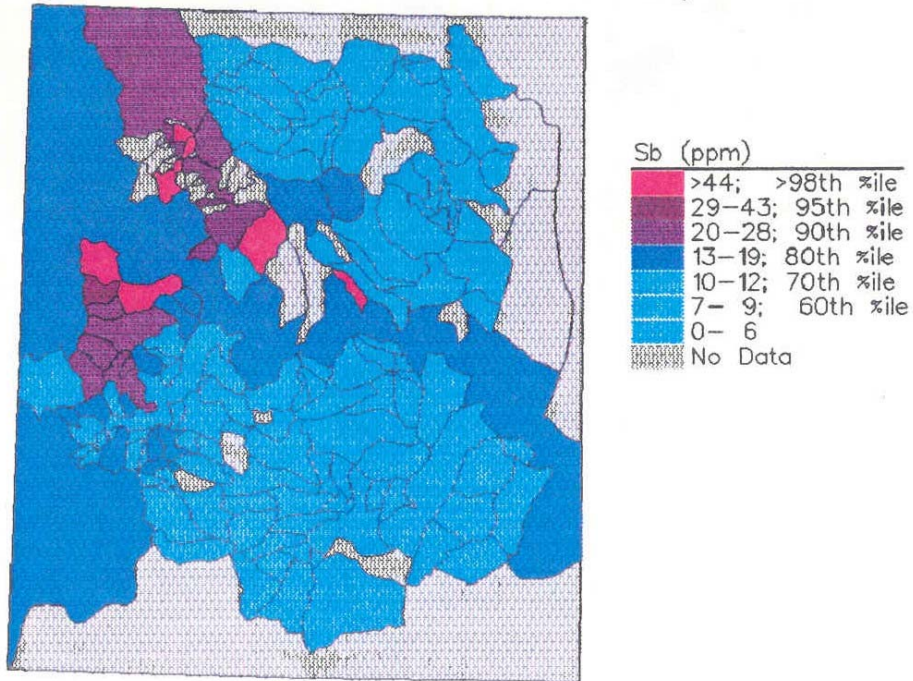 Sb (ppm)
>44; >98th %ile
29-43; 95th %ile
20-28; 90th %ile
13-19; 80th %ile
10-12; 70th %ile
7- 9; 60th %ile
0- 6
No Data